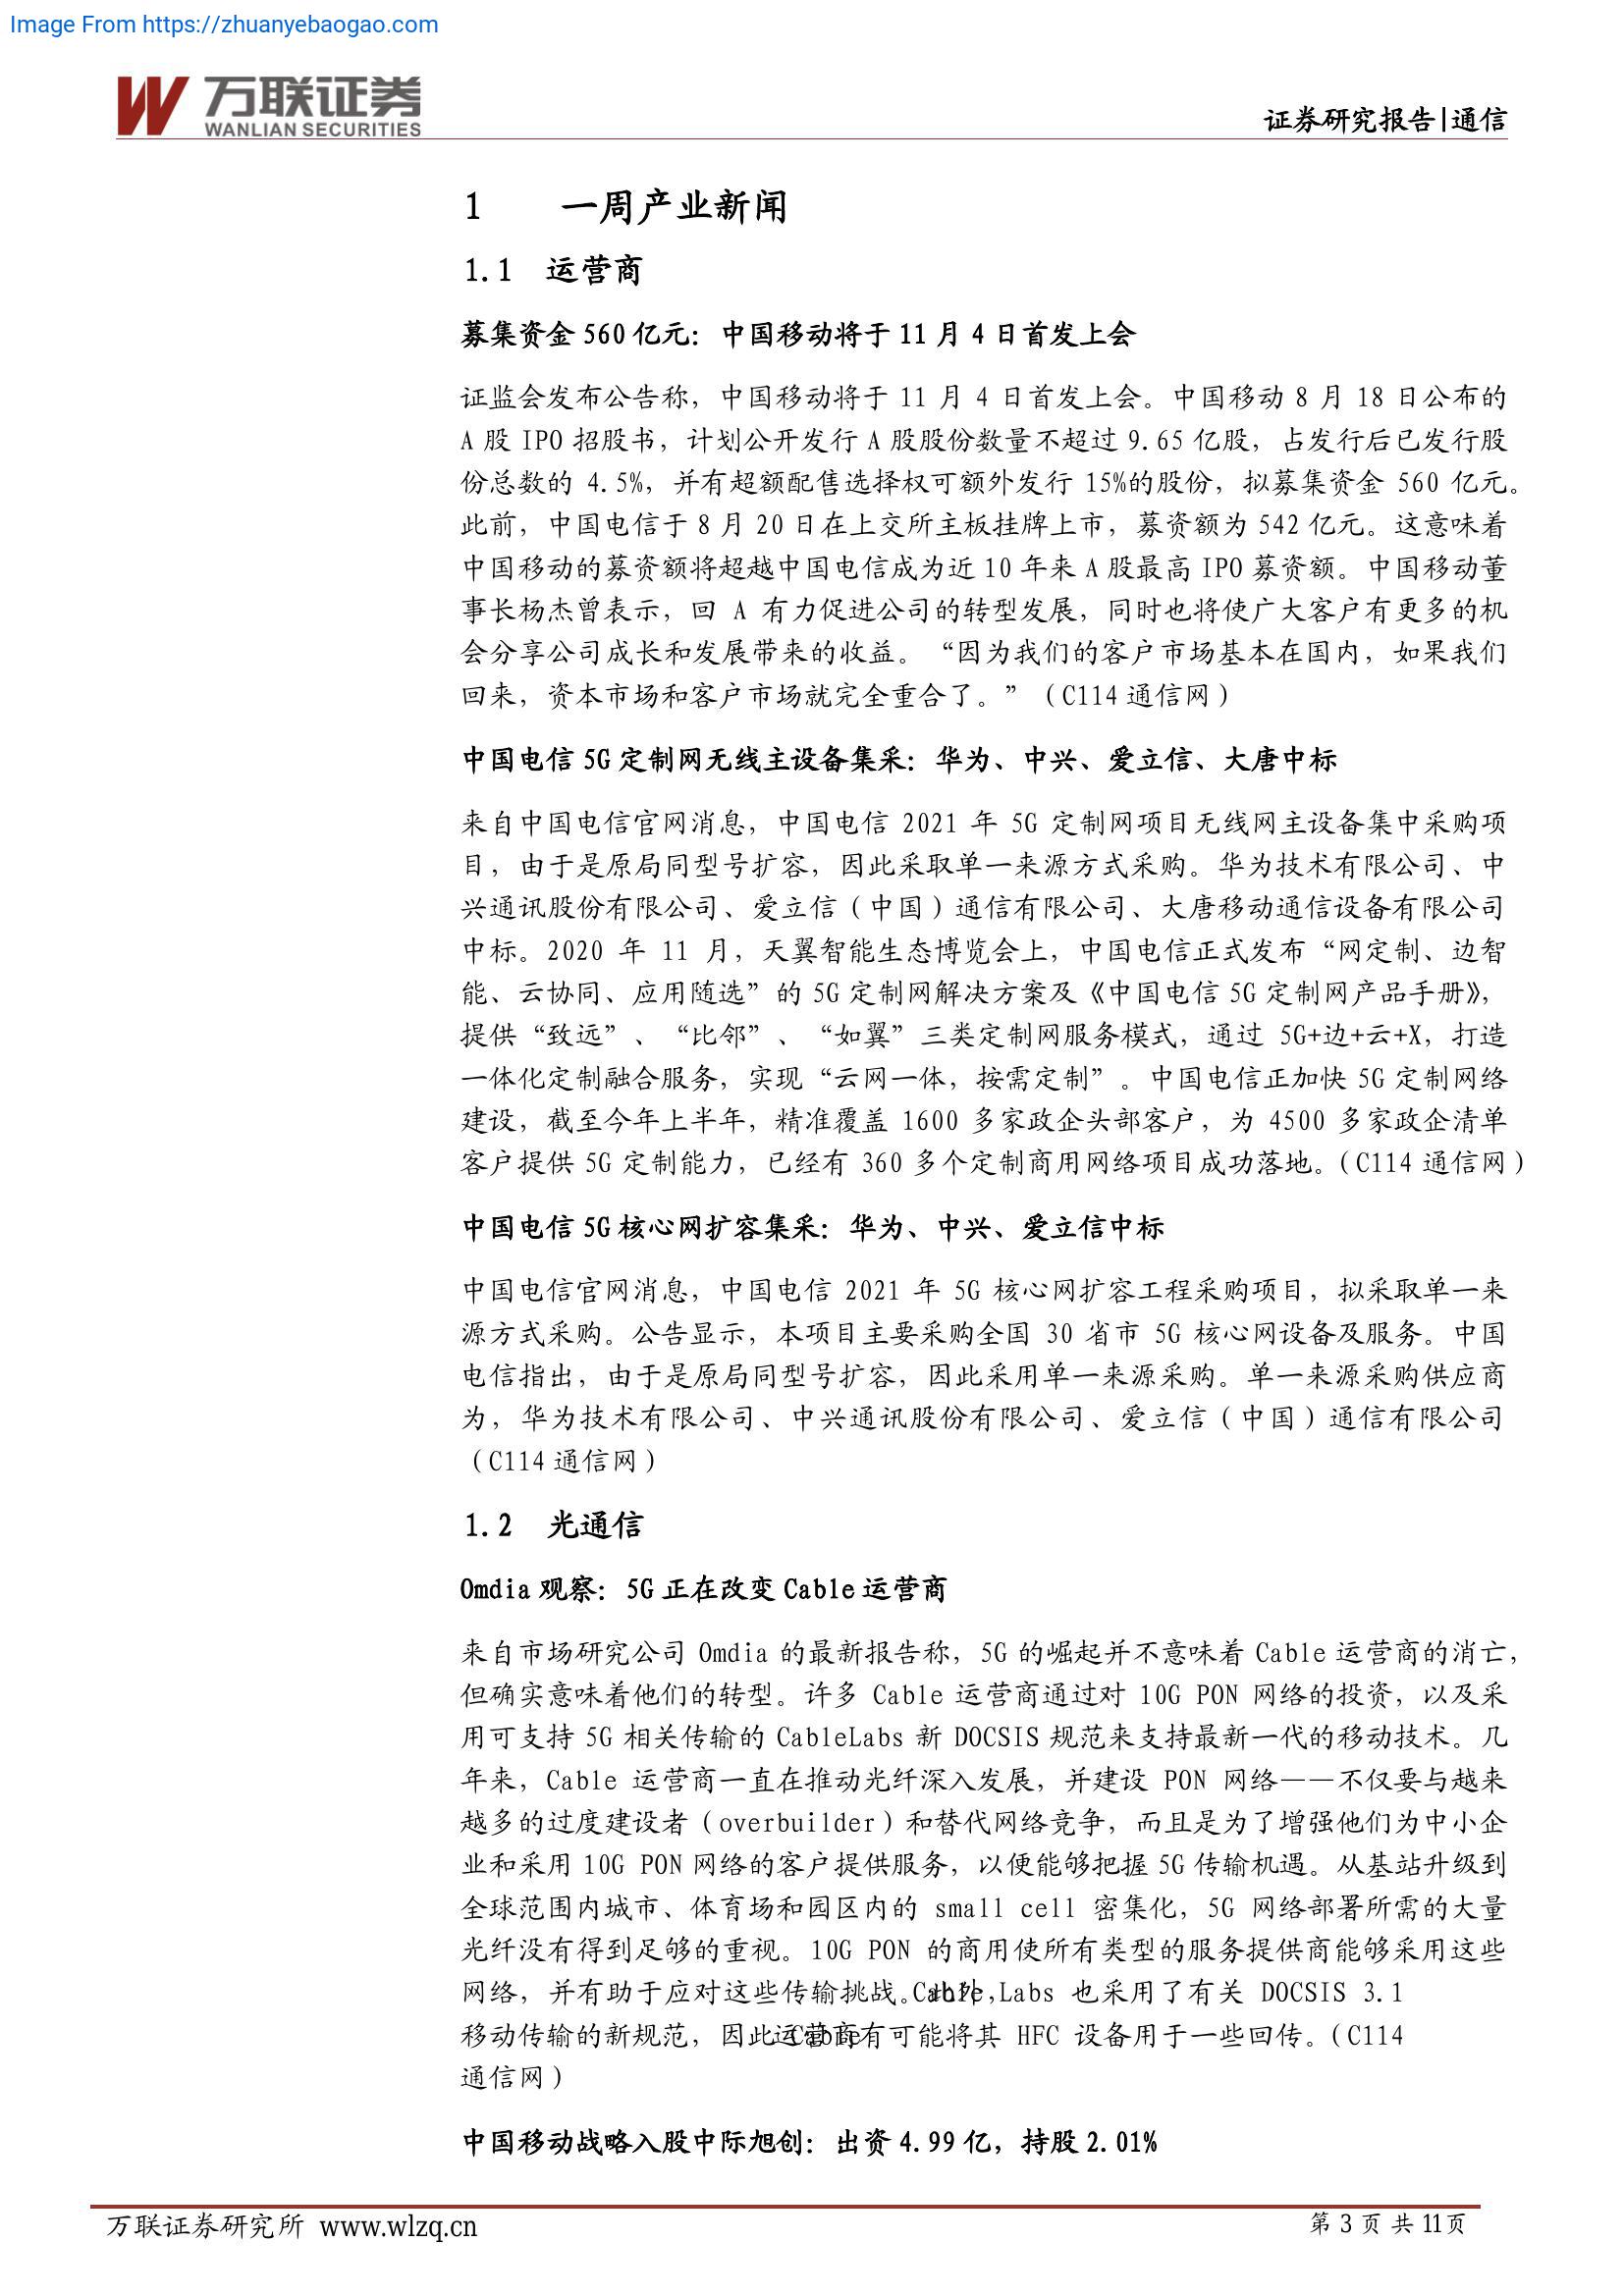 Image From https://zhuanyebaogao.com
万联证券
WANLIAN SECURITIES
证券研究报告|通信
1 一周产业新闻
1.1 运营商
募集资金 560 亿元：中国移动将于 11 月 4 日首发上会
证监会发布公告称，中国移动将于 11 月 4 日首发上会。中国移动 8 月 18 日公布的
A 股 IPO 招股书，计划公开发行 A 股股份数量不超过 9.65 亿股，占发行后已发行股
份总数的 4.5%，并有超额配售选择权可额外发行 15%的股份，拟募集资金 560 亿元。
此前，中国电信于 8 月 20 日在上交所主板挂牌上市，募资额为 542 亿元。这意味着
中国移动的募资额将超越中国电信成为近 10 年来 A 股最高 IPO 募资额。中国移动董
事长杨杰曾表示，回 A 有力促进公司的转型发展，同时也将使广大客户有更多的机
会分享公司成长和发展带来的收益。“因为我们的客户市场基本在国内，如果我们
回来，资本市场和客户市场就完全重合了。”（C114 通信网）
中国电信 5G 定制网无线主设备集采：华为、中兴、爱立信、大唐中标
来自中国电信官网消息，中国电信 2021 年 5G 定制网项目无线网主设备集中采购项
目，由于是原局同型号扩容，因此采取单一来源方式采购。华为技术有限公司、中
兴通讯股份有限公司、爱立信（中国）通信有限公司、大唐移动通信设备有限公司
中标。2020 年 11 月，天翼智能生态博览会上，中国电信正式发布“网定制、边智
能、云协同、应用随选”的 5G 定制网解决方案及《中国电信 5G 定制网产品手册》，
提供“致远”、“比邻”、“如翼”三类定制网服务模式，通过 5G+边+云+X，打造
一体化定制融合服务，实现“云网一体，按需定制”。中国电信正加快 5G 定制网络
建设，截至今年上半年，精准覆盖 1600 多家政企头部客户，为 4500 多家政企清单
客户提供 5G 定制能力，已经有 360 多个定制商用网络项目成功落地。（C114 通信网）
中国电信 5G 核心网扩容集采：华为、中兴、爱立信中标
中国电信官网消息，中国电信 2021 年 5G 核心网扩容工程采购项目，拟采取单一来
源方式采购。公告显示，本项目主要采购全国 30 省市 5G 核心网设备及服务。中国
电信指出，由于是原局同型号扩容，因此采用单一来源采购。单一来源采购供应商
为，华为技术有限公司、中兴通讯股份有限公司、爱立信（中国）通信有限公司
（C114 通信网）
1.2 光通信
Omdia 观察：5G 正在改变 Cable 运营商
来自市场研究公司 Omdia 的最新报告称，5G 的崛起并不意味着 Cable 运营商的消亡，
但确实意味着他们的转型。许多 Cable 运营商通过对 10G PON 网络的投资，以及采
用可支持 5G 相关传输的 CableLabs 新 DOCSIS 规范来支持最新一代的移动技术。几
年来，Cable 运营商一直在推动光纤深入发展，并建设 PON 网络——不仅要与越来
越多的过度建设者（overbuilder）和替代网络竞争，而且是为了增强他们为中小企
业和采用 10G PON 网络的客户提供服务，以便能够把握 5G 传输机遇。从基站升级到
全球范围内城市、体育场和园区内的 small cell 密集化，5G 网络部署所需的大量
光纤没有得到足够的重视。10G PON 的商用使所有类型的服务提供商能够采用这些
网络，并有助于应对这些传输挑战。此外，Cable Labs 也采用了有关 DOCSIS 3.1
移动传输的新规范，因此 Cable 运营商有可能将其 HFC 设备用于一些回传。（C114
通信网）
中国移动战略入股中际旭创：出资 4.99 亿，持股 2.01%
万联证券研究所 www.wlzq.cn
第 3 页 共 11 页